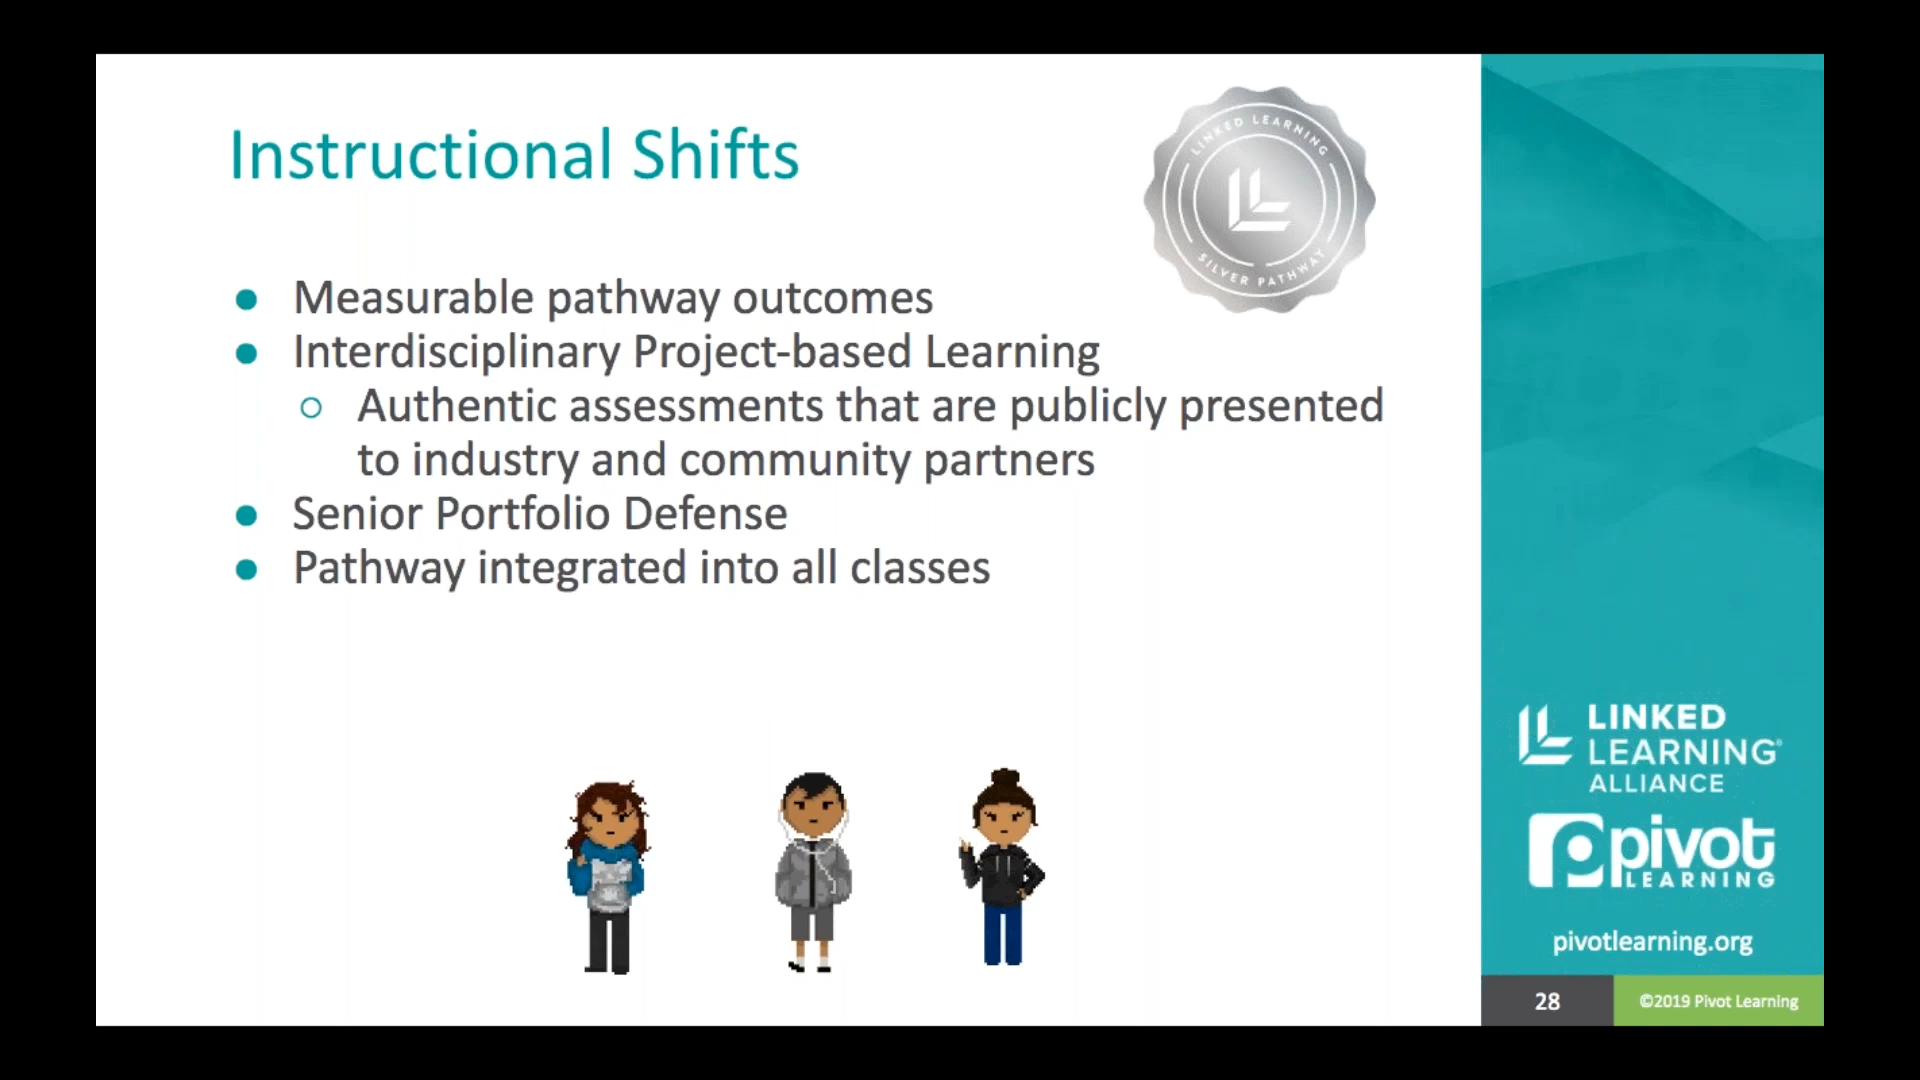 Instructional Shifts
LINKED LEARNING
SILVER PATHWAY
● Measurable pathway outcomes
● Interdisciplinary Project-based Learning
○ Authentic assessments that are publicly presented
to industry and community partners
● Senior Portfolio Defense
● Pathway integrated into all classes
LINKED
LEARNING®
ALLIANCE
pivot
LEARNING
pivotlearning.org
28
©2019 Pivot Learning